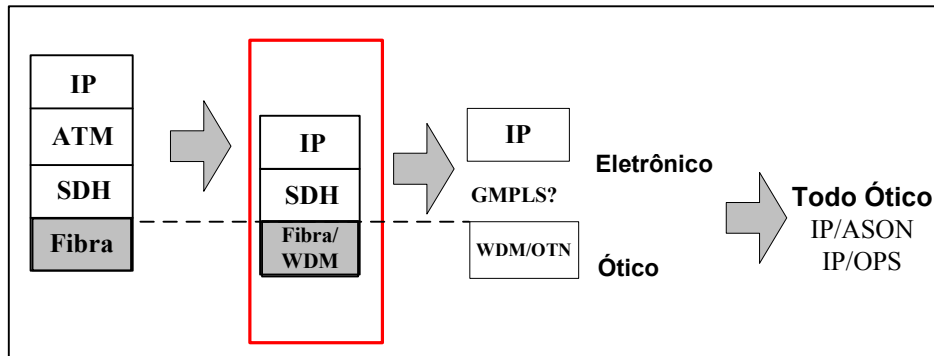 IP
ATM
SDH
Fibra
IP
SDH
Fibra/
WDM
IP
GMPLS?
WDM/OTN
Eletrônico
Ótico
Todo Ótico
IP/ASON
IP/OPS